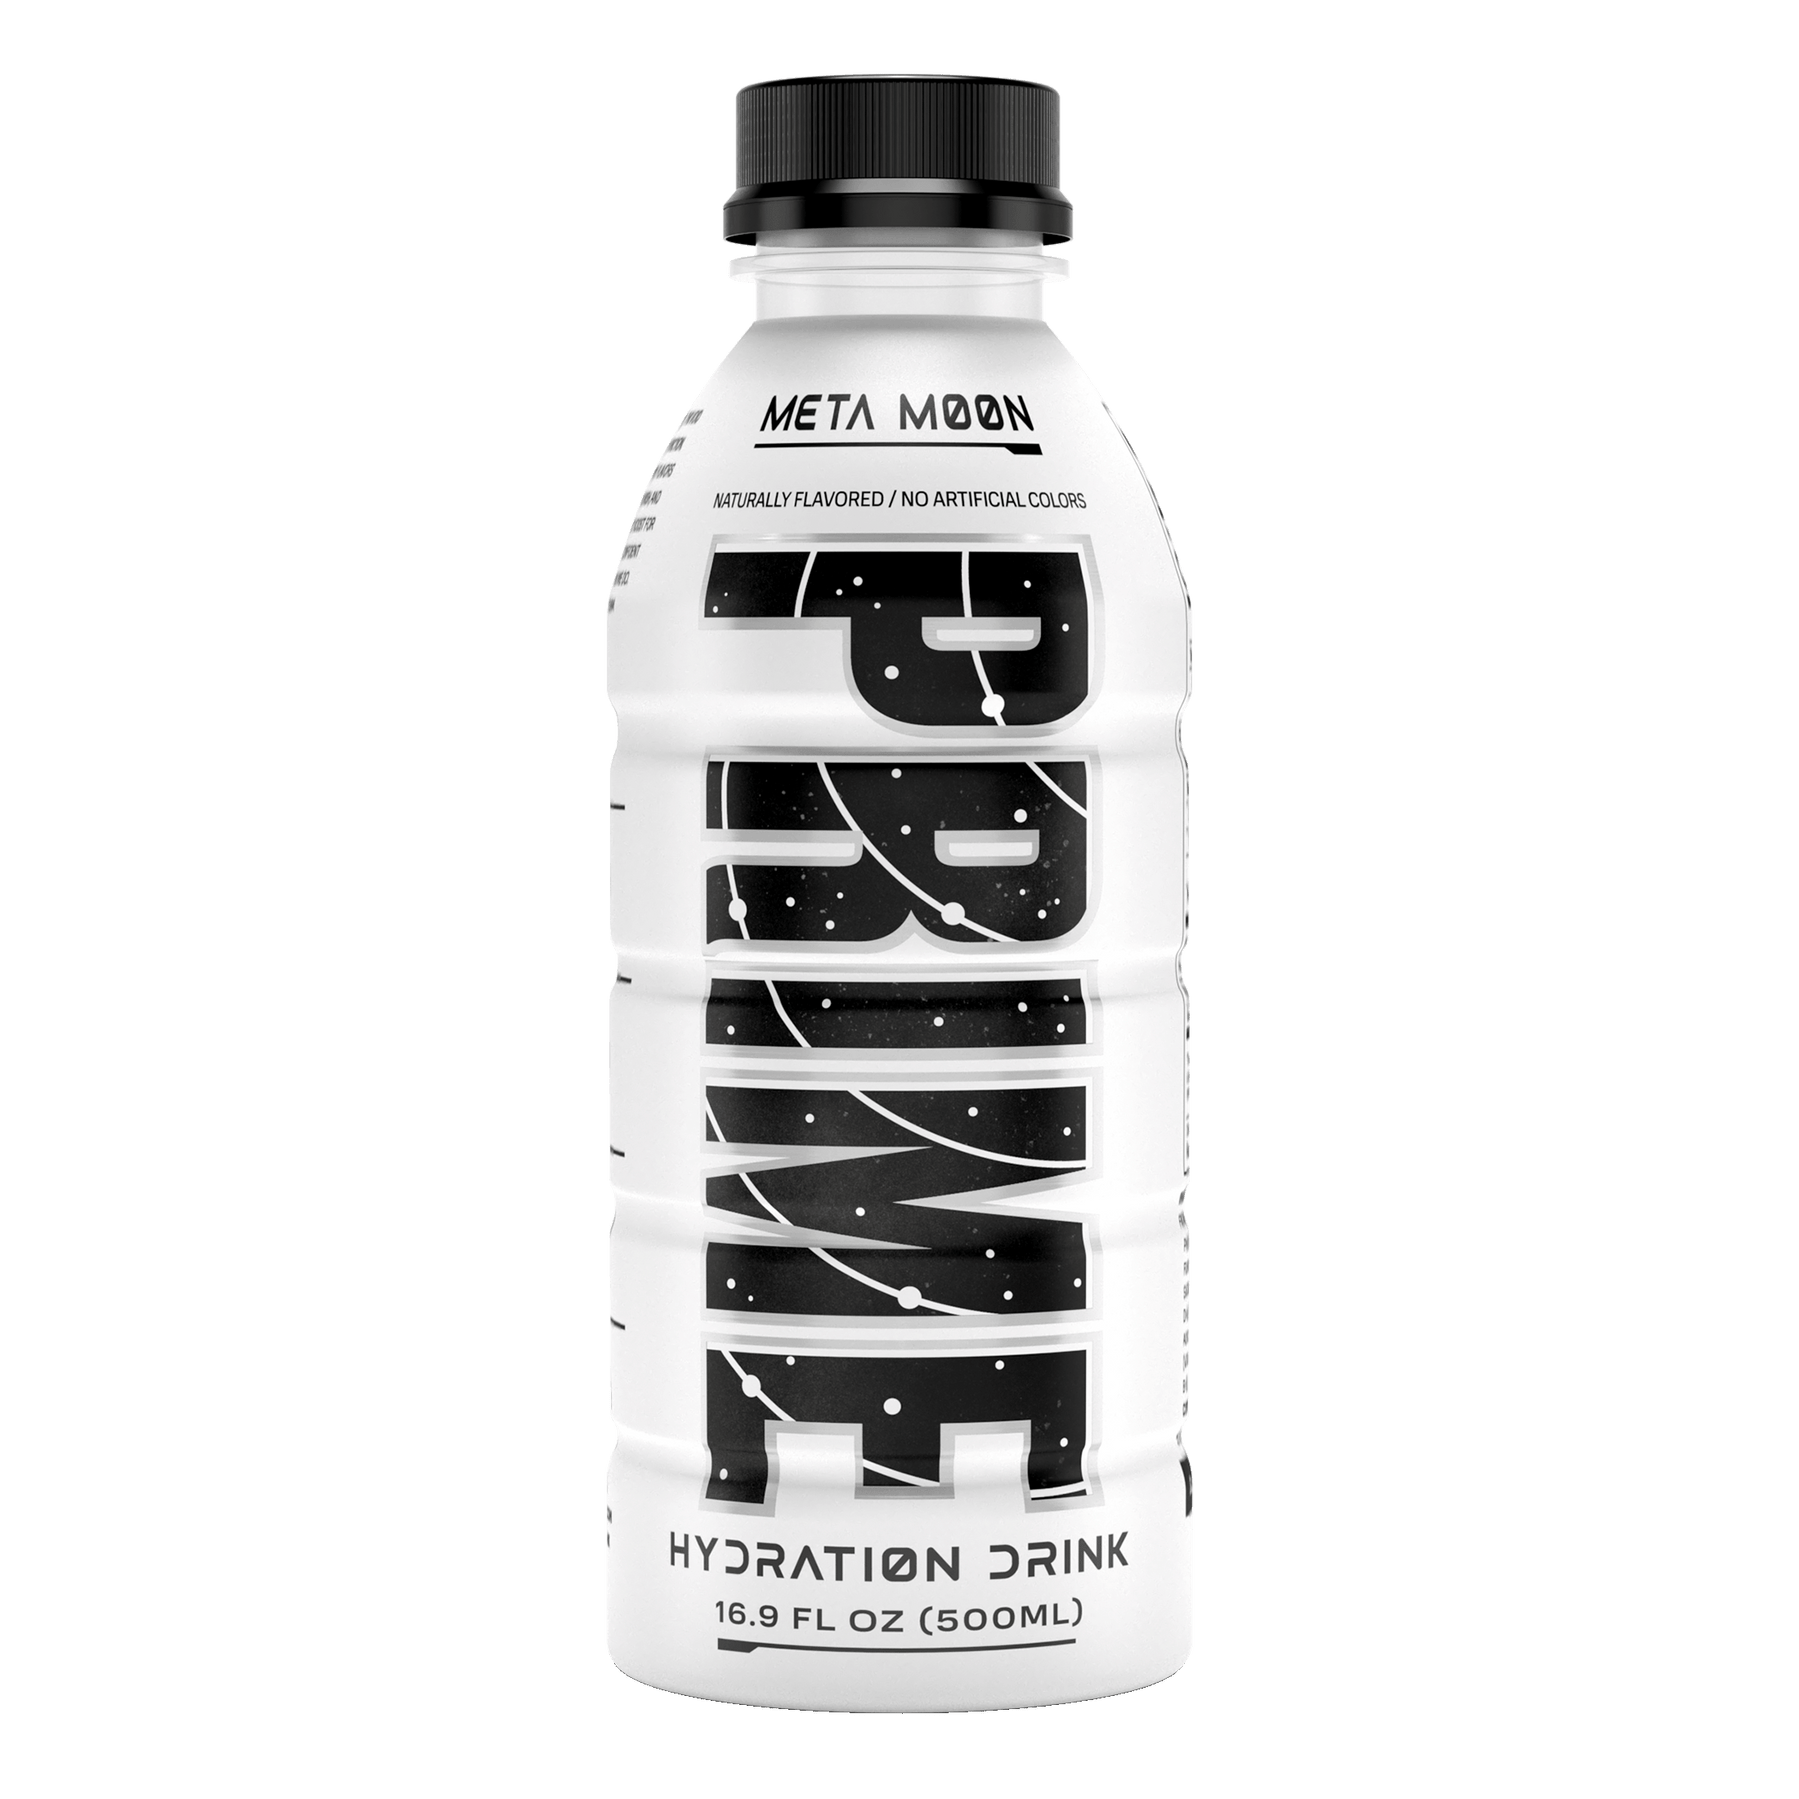 META MOON
NATURALLY FLAVORED / NO ARTIFICIAL COLORS
PRIME
HYDRATION DRINK
16.9 FL OZ (500ML)